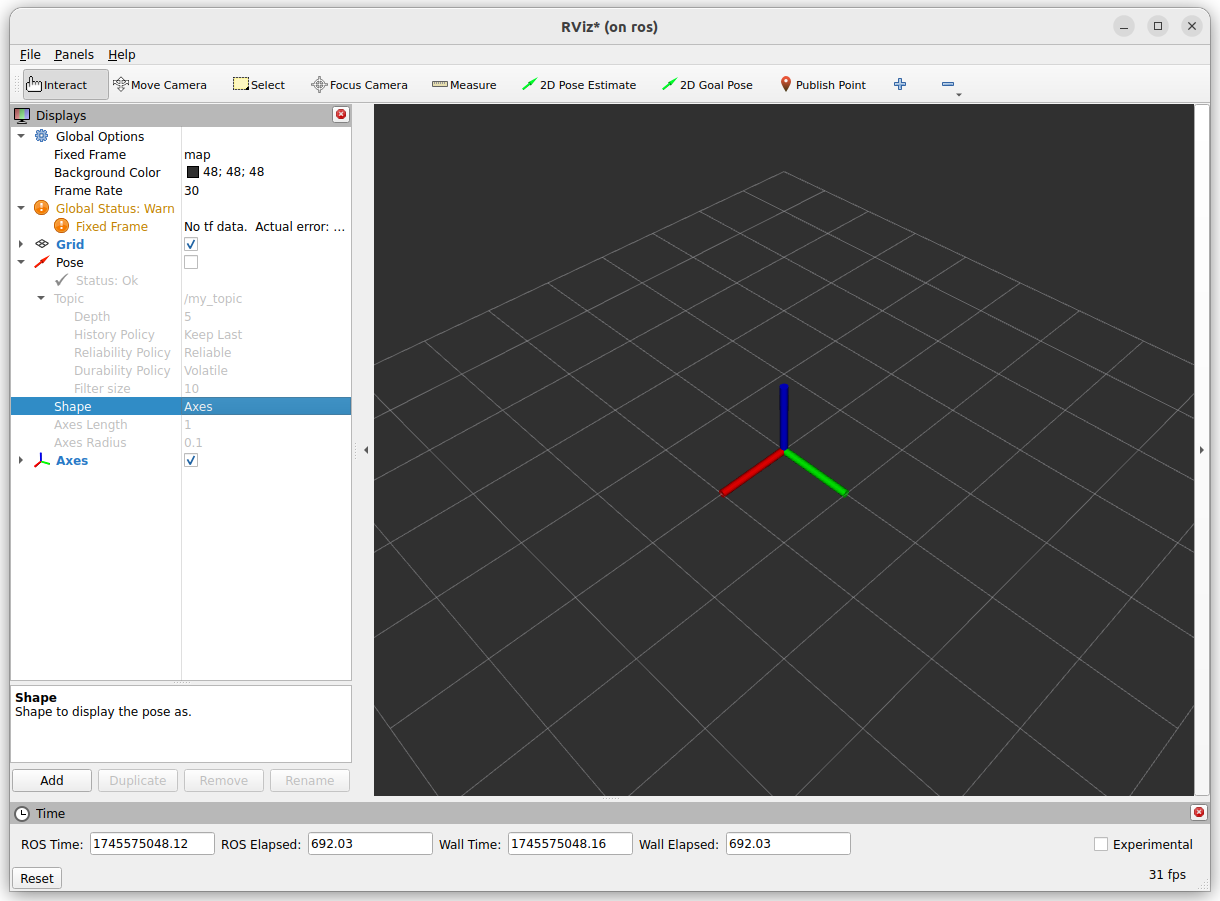 RViz* (on ros)
File Panels Help
Interact Move Camera Select Focus Camera Measure 2D Pose Estimate 2D Goal Pose Publish Point
Displays
Global Options
Fixed Frame map
Background Color 48; 48; 48
Frame Rate 30
Global Status: Warn
Fixed Frame No tf data.  Actual error: ...
Grid
Pose
Status: Ok
Topic /my_topic
Depth 5
History Policy Keep Last
Reliability Policy Reliable
Durability Policy Volatile
Filter size 10
Shape Axes
Axes Length 1
Axes Radius 0.1
Axes
Shape
Shape to display the pose as.
Add Duplicate Remove Rename
Time
ROS Time: 1745575048.12 ROS Elapsed: 692.03 Wall Time: 1745575048.16 Wall Elapsed: 692.03 Experimental
Reset 31 fps